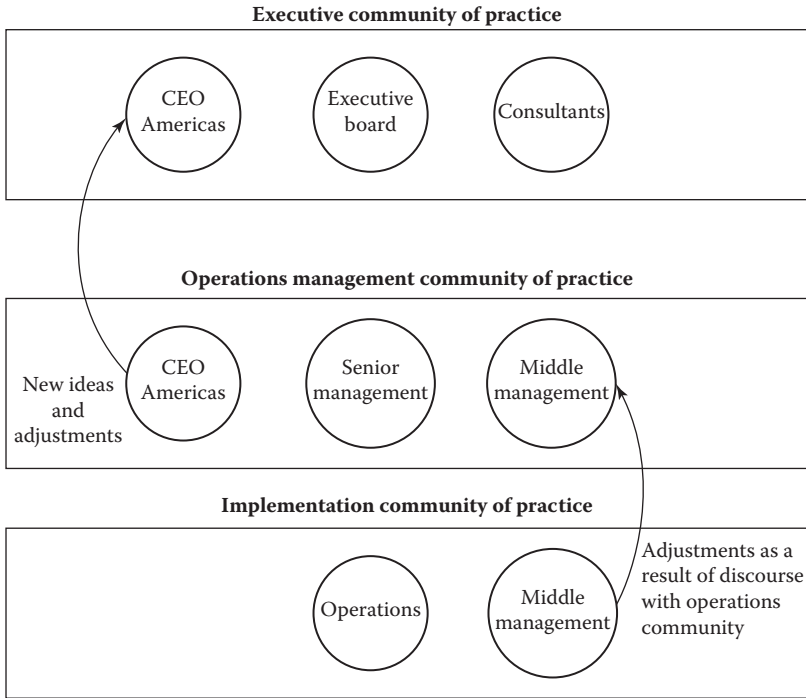 Executive community of practice
CEO
Americas
Executive
board
Consultants
Operations management community of practice
New ideas
and
adjustments
CEO
Americas
Senior
management
Middle
management
Implementation community of practice
Operations
Middle
management
Adjustments as a
result of discourse
with operations
community